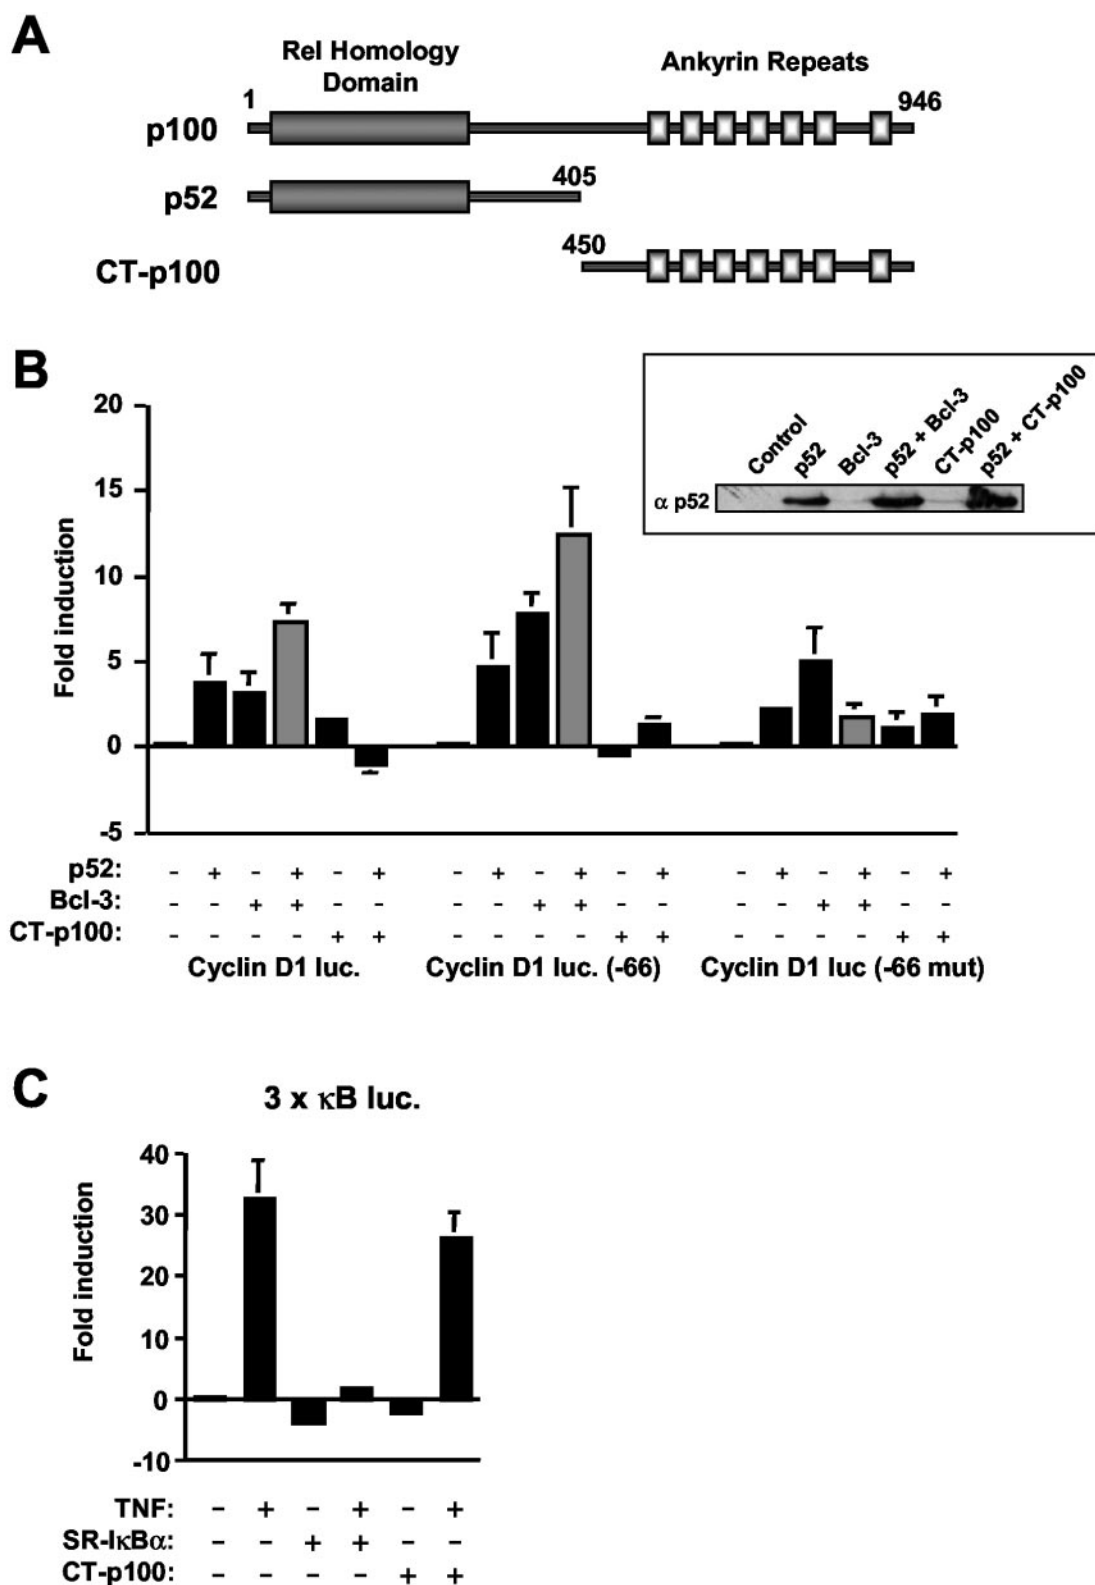 A
Rel Homology
Domain
Ankyrin Repeats
1
946
p100
405
p52
450
CT-p100
B
Control
p52
Bcl-3
p52 + Bcl-3
CT-p100
p52 + CT-p100
α p52
20
15
10
5
0
-5
Fold induction
p52: - + - + - + - + - + - + - + - + - +
Bcl-3: - - + + - - - - + + - - - - + + - -
CT-p100: - - - - + + - - - - + + - - - - + +
Cyclin D1 luc. Cyclin D1 luc. (-66) Cyclin D1 luc (-66 mut)
C
3 x κB luc.
40
30
20
10
0
-10
Fold induction
TNF: - + - + - +
SR-IκBα: - - + + - -
CT-p100: - - - - + +